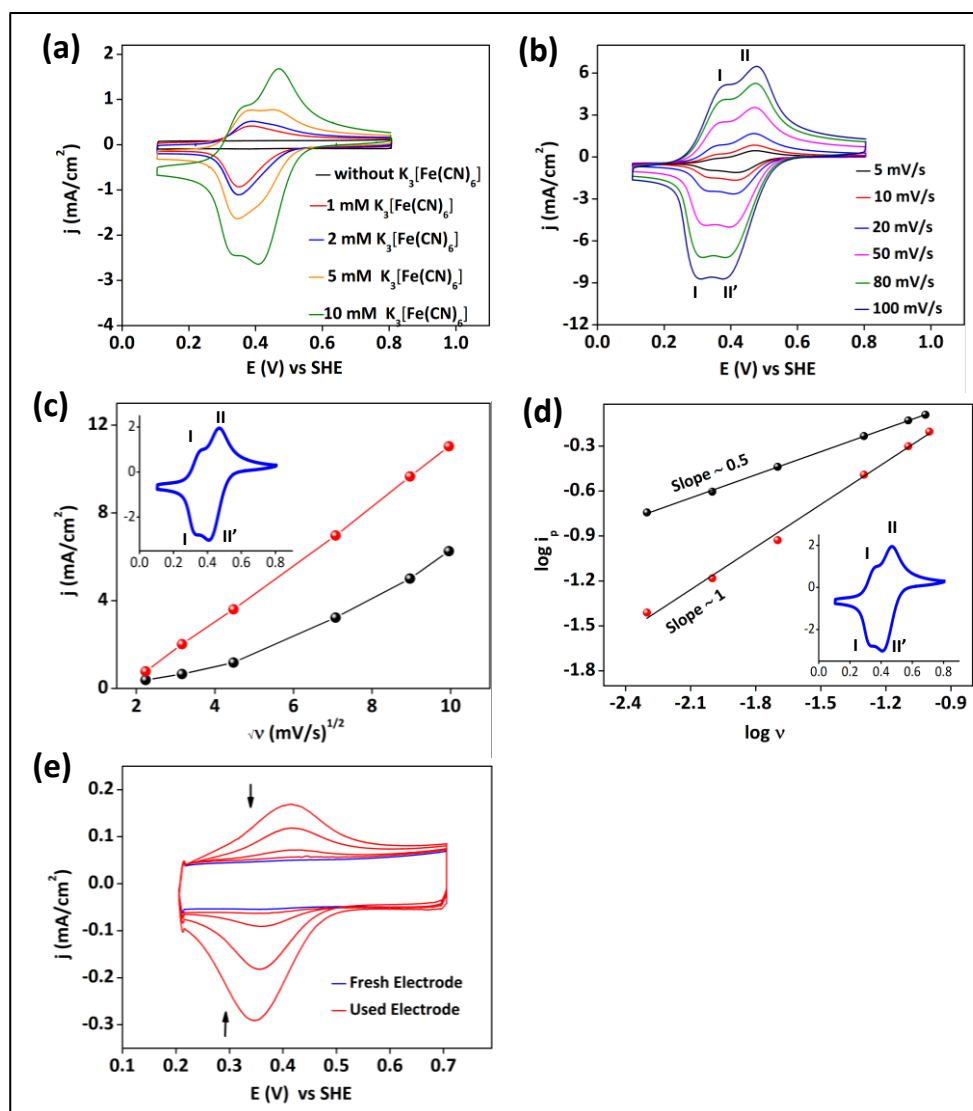 (a)
2
1
0
-1
-2
-3
-4
j (mA/cm²)
0.0 0.2 0.4 0.6 0.8 1.0
E (V) vs SHE
without K₃[Fe(CN)₆]
1 mM K₃[Fe(CN)₆]
2 mM K₃[Fe(CN)₆]
5 mM K₃[Fe(CN)₆]
10 mM K₃[Fe(CN)₆]
(b)
6
3
0
-3
-6
-9
-12
j (mA/cm²)
0.0 0.2 0.4 0.6 0.8 1.0
E (V) vs SHE
I
II
I
II'
5 mV/s
10 mV/s
20 mV/s
50 mV/s
80 mV/s
100 mV/s
(c)
12
8
4
0
j (mA/cm²)
2 4 6 8 10
√ν (mV/s)¹/²
II
I
2
0
-2
I
II'
0.0 0.2 0.4 0.6 0.8
(d)
-0.3
-0.6
-0.9
-1.2
-1.5
-1.8
log iₚ
-2.4 -2.1 -1.8 -1.5 -1.2 -0.9
log ν
Slope ~ 0.5
Slope ~ 1
II
I
2
0
-2
I
II'
0.0 0.2 0.4 0.6 0.8
(e)
0.2
0.1
0.0
-0.1
-0.2
-0.3
j (mA/cm²)
0.1 0.2 0.3 0.4 0.5 0.6 0.7
E (V) vs SHE
Fresh Electrode
Used Electrode